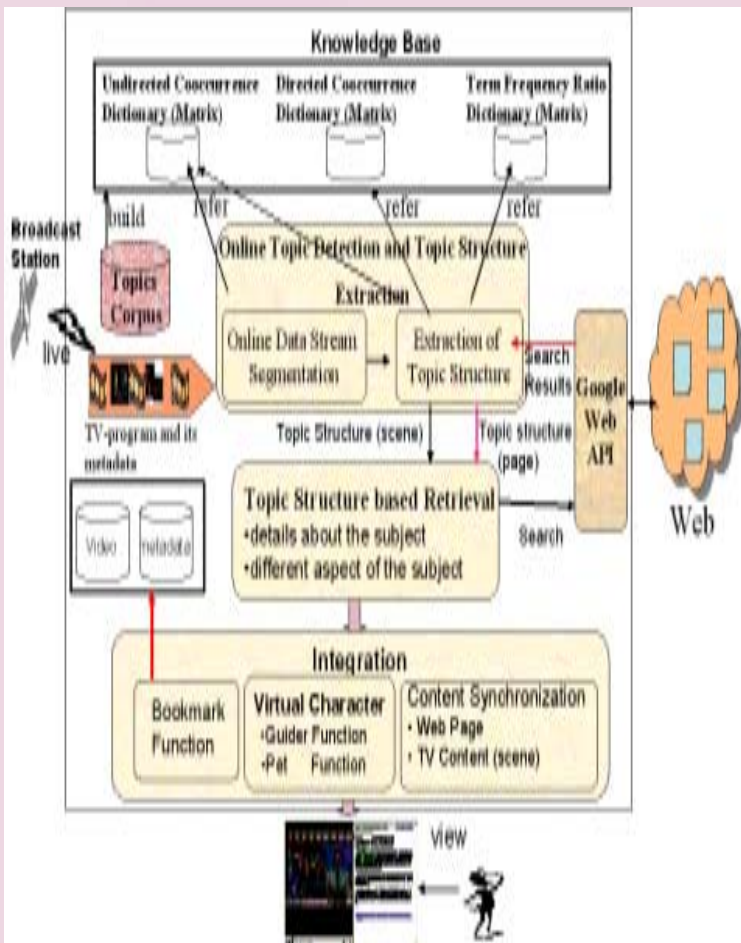 Knowledge Base
Undirected Cooccurrence Directed Cooccurrence Term Frequency Ratio
Dictionary (Matrix) Dictionary (Matrix) Dictionary (Matrix)
build
refer
refer
refer
Broadcast
Station
Topics
Corpus
live
Online Topic Detection and Topic Structure
Extraction
Online Data Stream
Segmentation
Extraction of
Topic Structure
Search
Results
Google
Web
API
Web
TV-program and its
metadata
Topic Structure (scene)
Topic structure
(page)
Video
metadata
Topic Structure based Retrieval
•details about the subject
•different aspect of the subject
Search
Integration
Bookmark
Function
Virtual Character
•Guider Function
•Pet Function
Content Synchronization
• Web Page
• TV Content (scene)
view